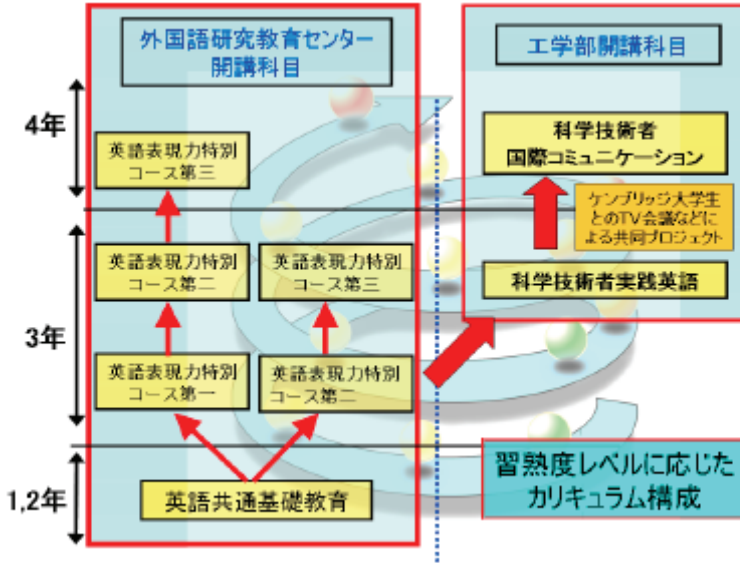 外国語研究教育センター
開講科目
工学部開講科目
4年
英語表現力特別
コース第三
科学技術者
国際コミュニケーション
ケンブリッジ大学生
とのTV会議などに
よる共同プロジェクト
3年
英語表現力特別
コース第二
英語表現力特別
コース第三
科学技術者実践英語
英語表現力特別
コース第一
英語表現力特別
コース第二
1,2年
英語共通基礎教育
習熟度レベルに応じた
カリキュラム構成